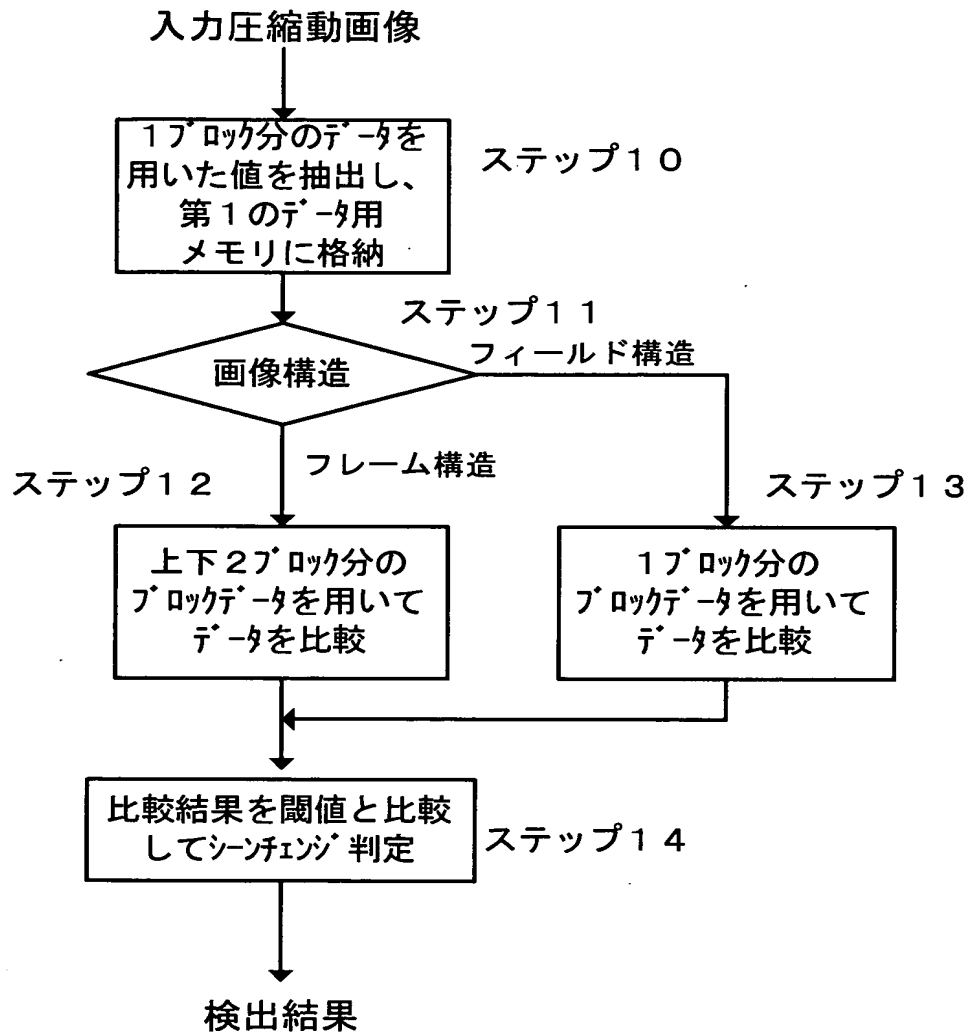 入力圧縮動画像
１ブロック分のデータを
用いた値を抽出し、
第１のデータ用
メモリに格納
ステップ１０
ステップ１１
画像構造
フィールド構造
フレーム構造
ステップ１２
ステップ１３
上下２ブロック分の
ブロックデータを用いて
データを比較
１ブロック分の
ブロックデータを用いて
データを比較
比較結果を閾値と比較
してシーンチェンジ判定
ステップ１４
検出結果